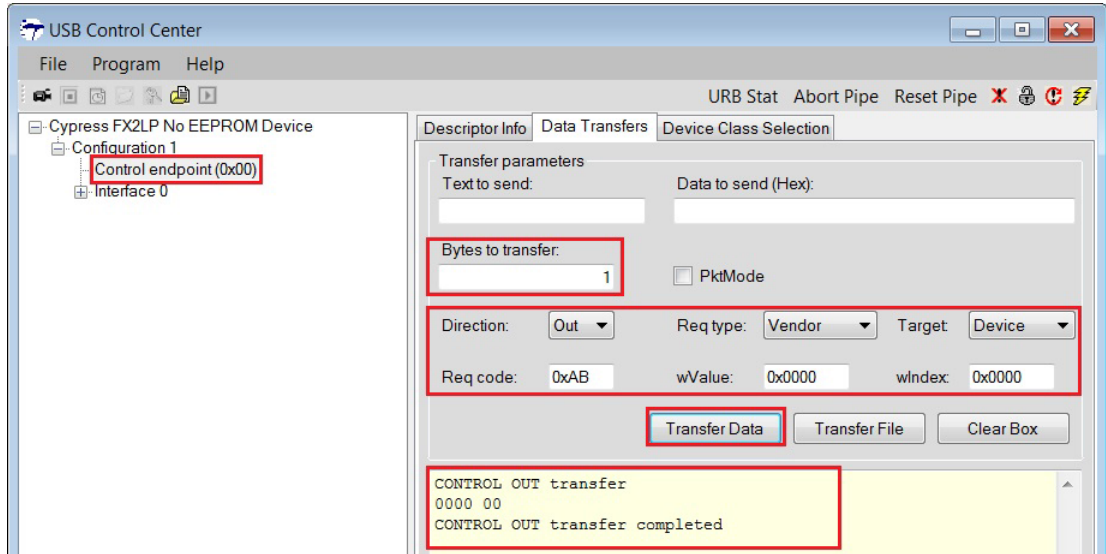 USB Control Center
File Program Help
URB Stat Abort Pipe Reset Pipe
Cypress FX2LP No EEPROM Device
Configuration 1
Control endpoint (0x00)
Interface 0
Descriptor Info Data Transfers Device Class Selection
Transfer parameters
Text to send: Data to send (Hex):
Bytes to transfer:
1 PktMode
Direction: Out Req type: Vendor Target: Device
Req code: 0xAB wValue: 0x0000 wIndex: 0x0000
Transfer Data Transfer File Clear Box
CONTROL OUT transfer
0000 00
CONTROL OUT transfer completed